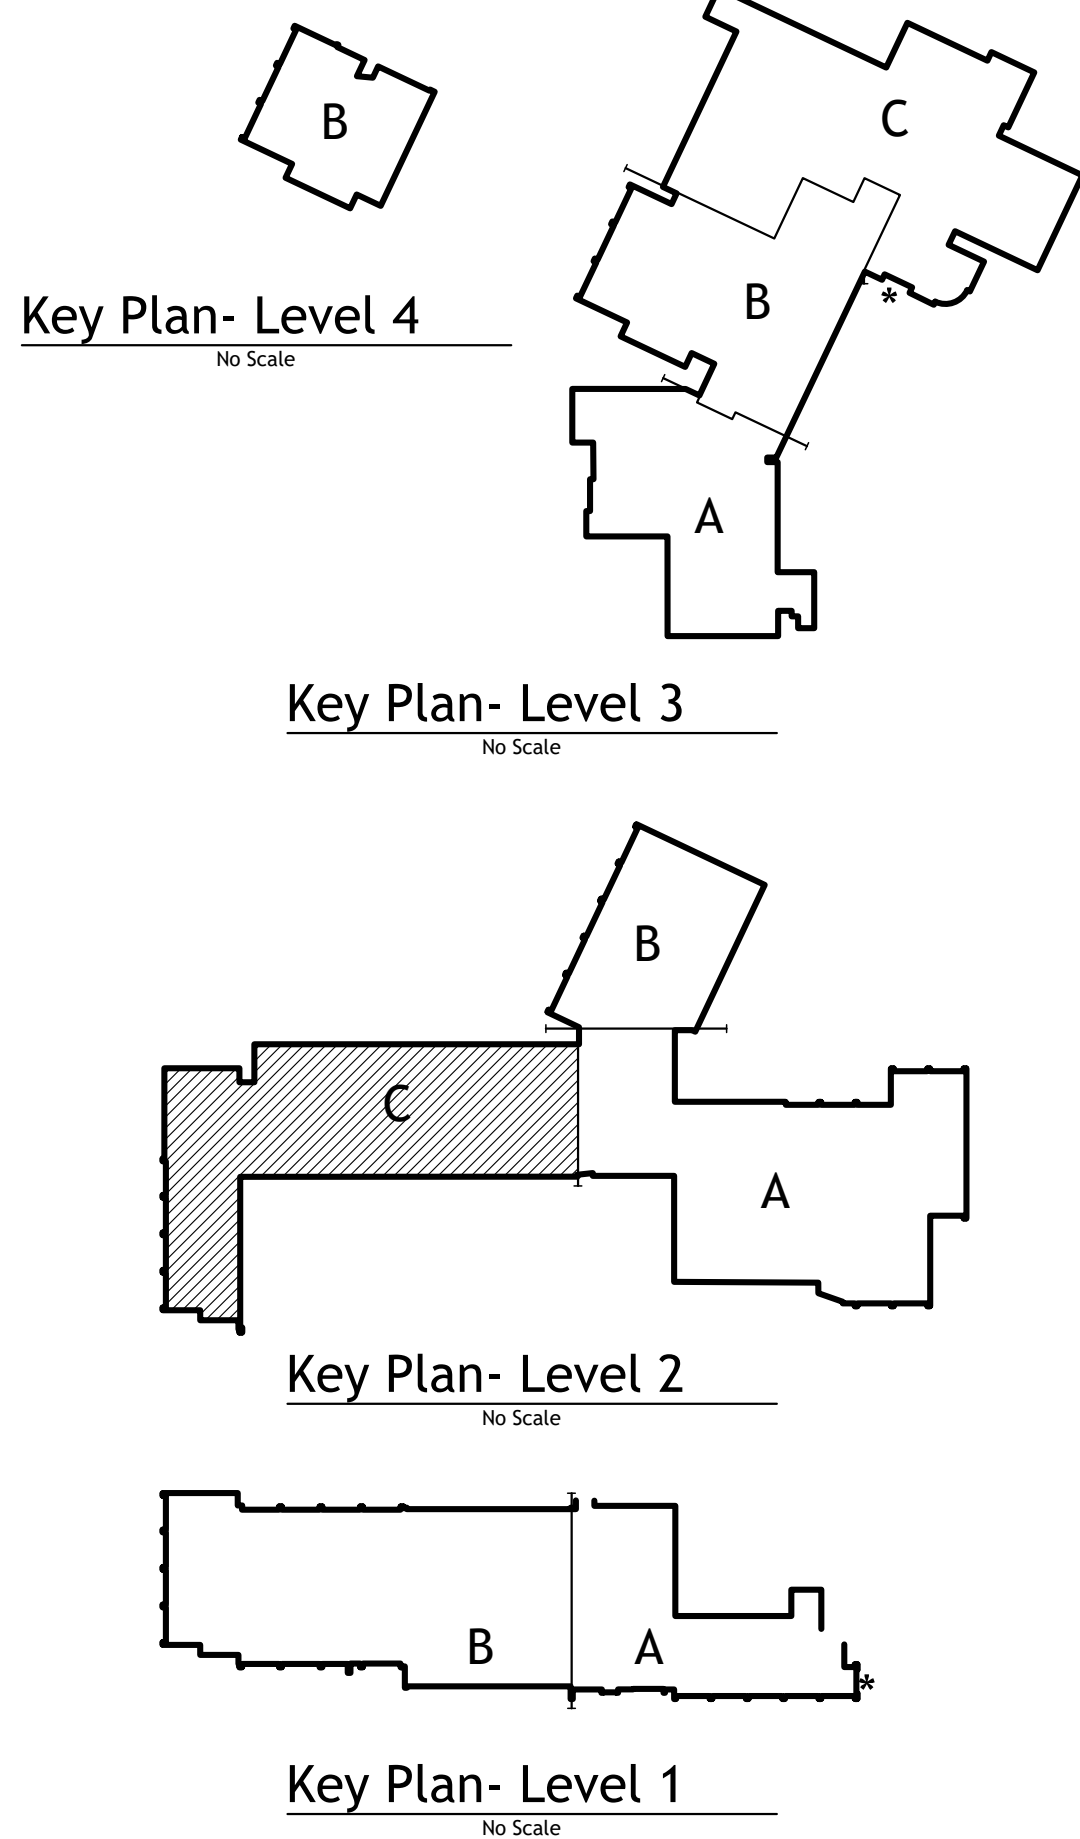 B
Key Plan- Level 4
No Scale
C
B
*
A
Key Plan- Level 3
No Scale
B
C
A
Key Plan- Level 2
No Scale
B
A
*
Key Plan- Level 1
No Scale